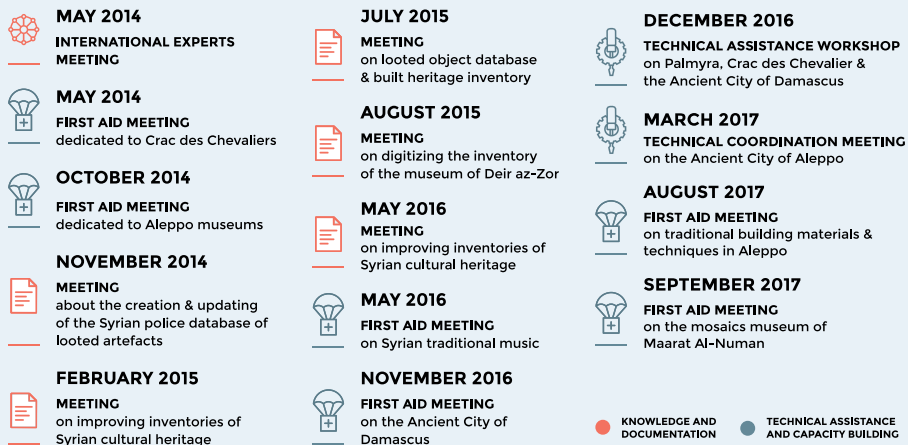 MAY 2014
INTERNATIONAL EXPERTS
MEETING
MAY 2014
FIRST AID MEETING
dedicated to Crac des Chevaliers
OCTOBER 2014
FIRST AID MEETING
dedicated to Aleppo museums
NOVEMBER 2014
MEETING
about the creation & updating
of the Syrian police database of
looted artefacts
FEBRUARY 2015
MEETING
on improving inventories of
Syrian cultural heritage
JULY 2015
MEETING
on looted object database
& built heritage inventory
AUGUST 2015
MEETING
on digitizing the inventory
of the museum of Deir az-Zor
MAY 2016
MEETING
on improving inventories of
Syrian cultural heritage
MAY 2016
FIRST AID MEETING
on Syrian traditional music
NOVEMBER 2016
FIRST AID MEETING
on the Ancient City of
Damascus
DECEMBER 2016
TECHNICAL ASSISTANCE WORKSHOP
on Palmyra, Crac des Chevalier &
the Ancient City of Damascus
MARCH 2017
TECHNICAL COORDINATION MEETING
on the Ancient City of Aleppo
AUGUST 2017
FIRST AID MEETING
on traditional building materials &
techniques in Aleppo
SEPTEMBER 2017
FIRST AID MEETING
on the mosaics museum of
Maarat Al-Numan
KNOWLEDGE AND
DOCUMENTATION
TECHNICAL ASSISTANCE
AND CAPACITY BUILDING